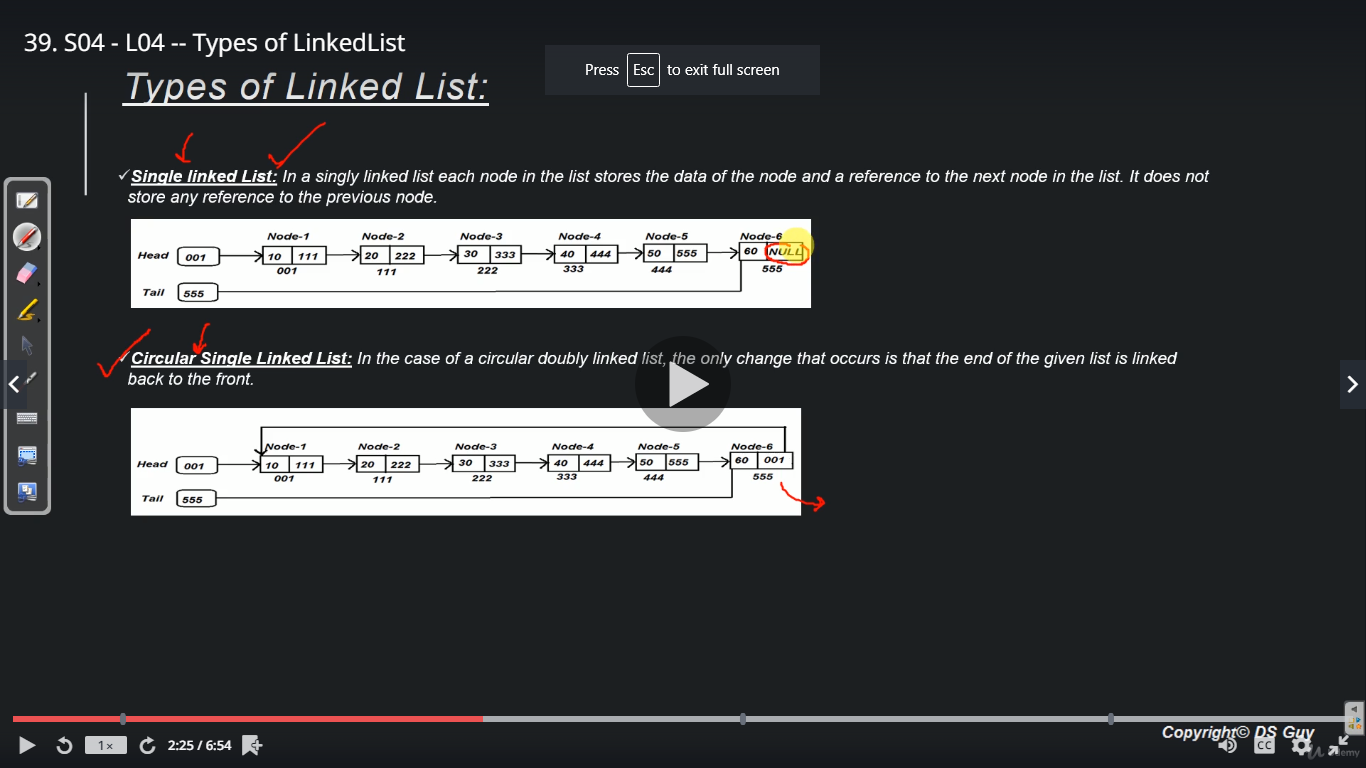 39. S04 - L04 -- Types of LinkedList
Press Esc to exit full screen
Types of Linked List:
✓Single linked List: In a singly linked list each node in the list stores the data of the node and a reference to the next node in the list. It does not
store any reference to the previous node.
Node-1 Node-2 Node-3 Node-4 Node-5 Node-6
Head 001 10 111 20 222 30 333 40 444 50 555 60 NULL
001 111 222 333 444 555
Tail 555
✓Circular Single Linked List: In the case of a circular doubly linked list, the only change that occurs is that the end of the given list is linked
back to the front.
Node-1 Node-2 Node-3 Node-4 Node-5 Node-6
Head 001 10 111 20 222 30 333 40 444 50 555 60 001
001 111 222 333 444 555
Tail 555
Copyright© DS Guy
1× 2:25 / 6:54 CC